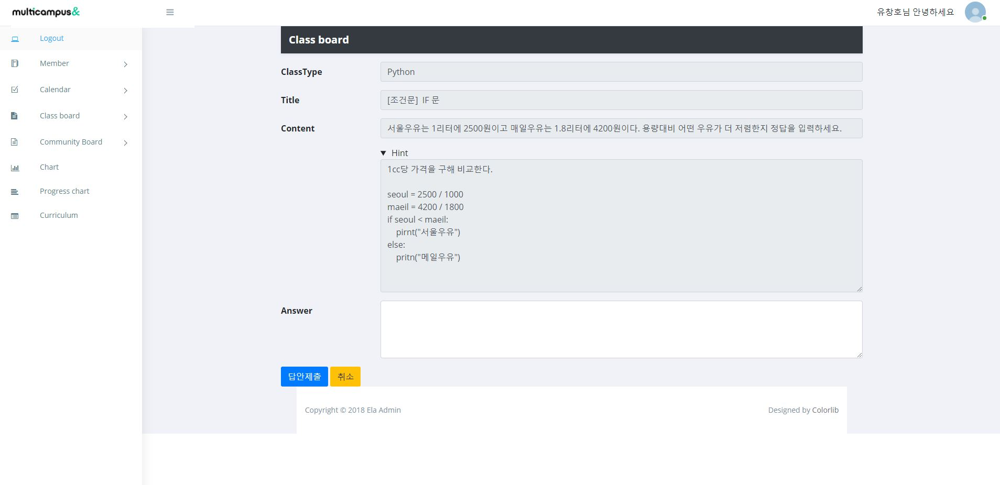 multicampus&
유창호님 안녕하세요
Logout
Member
Calendar
Class board
Community Board
Chart
Progress chart
Curriculum
Class board
ClassType
Python
Title
[조건문] IF 문
Content
서울우유는 1리터에 2500원이고 매일우유는 1.8리터에 4200원이다. 용량대비 어떤 우유가 더 저렴한지 정답을 입력하세요.
▼ Hint
1cc당 가격을 구해 비교한다.
seoul = 2500 / 1000
maeil = 4200 / 1800
if seoul < maeil:
    pirnt("서울우유")
else:
    pritn("메일우유")
Answer
답안제출 취소
Copyright © 2018 Ela Admin
Designed by Colorlib